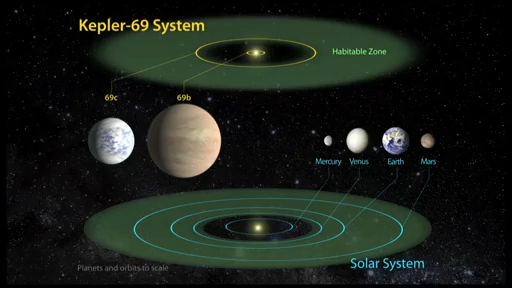 Kepler-69 System
Habitable Zone
69c
69b
Mercury
Venus
Earth
Mars
Planets and orbits to scale
Solar System